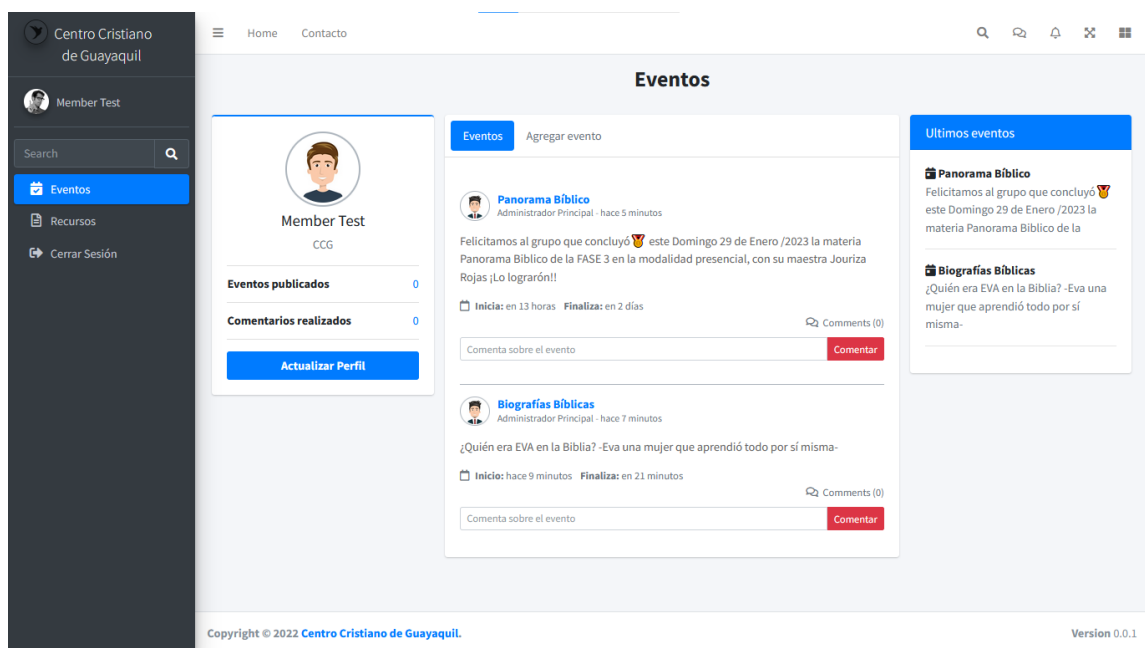 Centro Cristiano
de Guayaquil
Member Test
Search
Eventos
Recursos
Cerrar Sesión
Home Contacto
Eventos
Member Test
CCG
Eventos publicados 0
Comentarios realizados 0
Actualizar Perfil
Eventos Agregar evento
Panorama Bíblico
Administrador Principal - hace 5 minutos
Felicitamos al grupo que concluyó🏅 este Domingo 29 de Enero /2023 la materia
Panorama Biblico de la FASE 3 en la modalidad presencial, con su maestra Jouriza
Rojas ¡Lo lograrón!!
Inicia: en 13 horas Finaliza: en 2 días
Comments (0)
Comenta sobre el evento Comentar
Biografías Bíblicas
Administrador Principal - hace 7 minutos
¿Quién era EVA en la Biblia? -Eva una mujer que aprendió todo por sí misma-
Inicio: hace 9 minutos Finaliza: en 21 minutos
Comments (0)
Comenta sobre el evento Comentar
Ultimos eventos
Panorama Bíblico
Felicitamos al grupo que concluyó🏅
este Domingo 29 de Enero /2023 la
materia Panorama Biblico de la
Biografías Bíblicas
¿Quién era EVA en la Biblia? -Eva una
mujer que aprendió todo por sí
misma-
Copyright © 2022 Centro Cristiano de Guayaquil.
Version 0.0.1